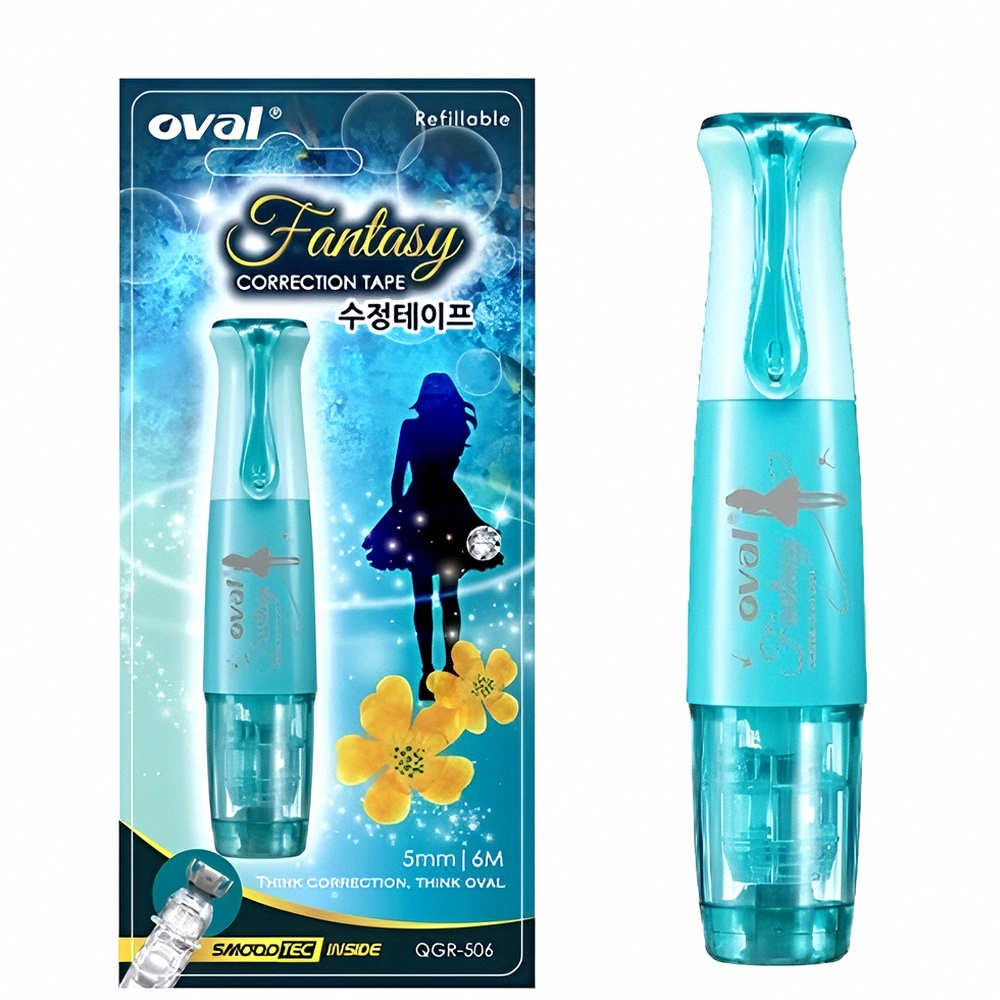 oval®
Refillable
Fantasy
CORRECTION TAPE
수정테이프
oval
5mm | 6M
THINK CORRECTION, THINK OVAL
INSIDE
QGR-506
oval®
Fantasy